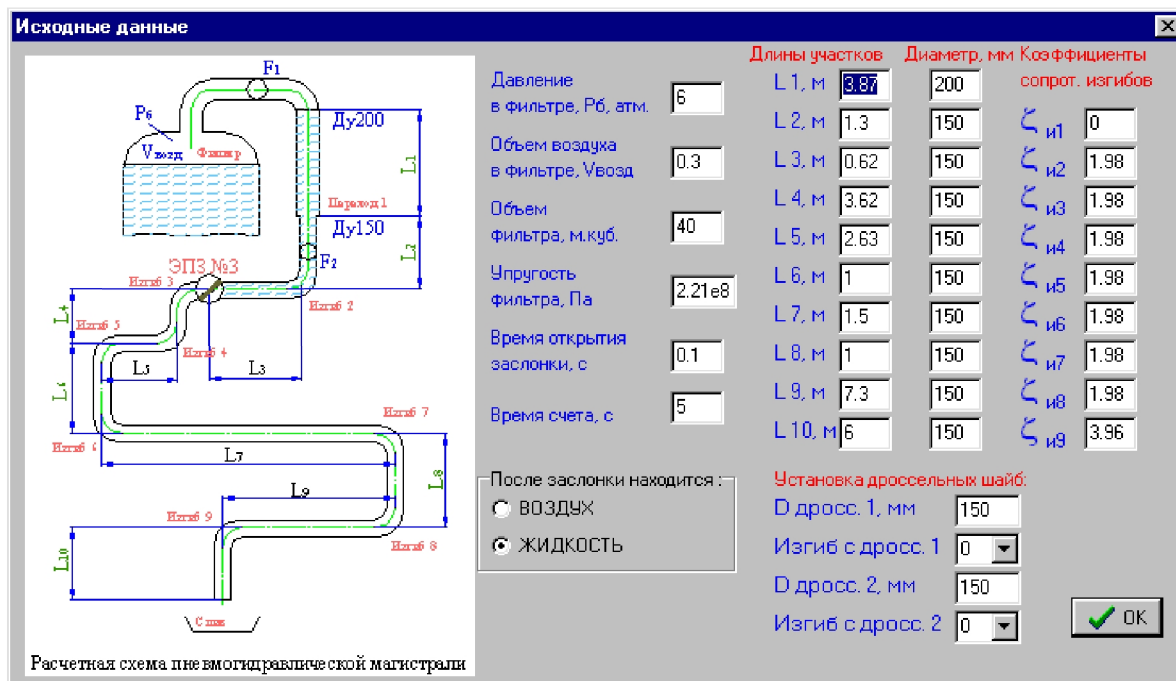 Исходные данные
F1
Pб
Vвозд
Фильтр
Ду200
L1
Переход 1
Ду150
L2
F2
ЭПЗ №3
Изгиб 3
Изгиб 2
L4
Изгиб 5
Изгиб 4
L5
L3
L6
Изгиб 7
Изгиб 6
L7
L8
L9
Изгиб 9
Изгиб 8
L10
Слив
Расчетная схема пневмогидравлической магистрали
Давление
в фильтре, Рб, атм. 6
Объем воздуха
в фильтре, Vвозд 0.3
Объем
фильтра, м.куб. 40
Упругость
фильтра, Па 2.21е8
Время открытия
заслонки, с 0.1
Время счета, с 5
После заслонки находится :
ВОЗДУХ
ЖИДКОСТЬ
Длины участков Диаметр, мм Коэффициенты
сопрот. изгибов
L 1, м 3.87 200
L 2, м 1.3 150 ζ и1 0
L 3, м 0.62 150 ζ и2 1.98
L 4, м 3.62 150 ζ и3 1.98
L 5, м 2.63 150 ζ и4 1.98
L 6, м 1 150 ζ и5 1.98
L 7, м 1.5 150 ζ и6 1.98
L 8, м 1 150 ζ и7 1.98
L 9, м 7.3 150 ζ и8 1.98
L 10, м 6 150 ζ и9 3.96
Установка дроссельных шайб:
D дросс. 1, мм 150
Изгиб с дросс. 1 0
D дросс. 2, мм 150
Изгиб с дросс. 2 0
OK